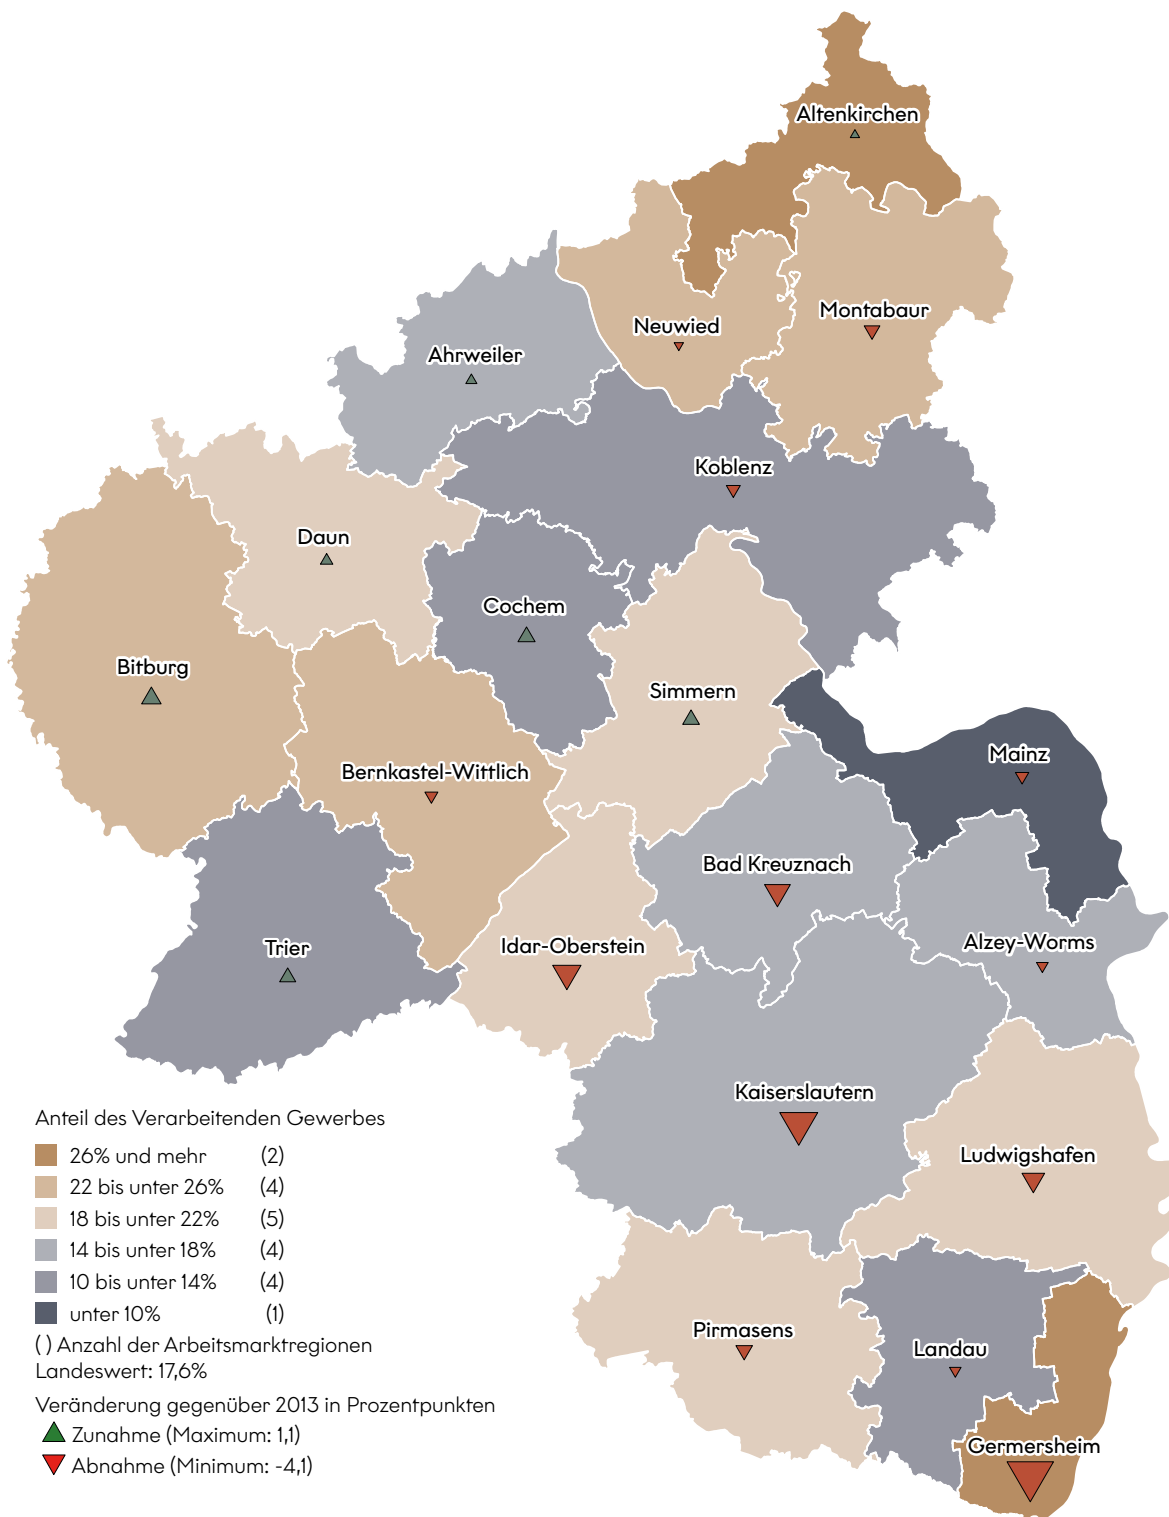 Altenkirchen
Montabaur
Neuwied
Ahrweiler
Koblenz
Daun
Cochem
Bitburg
Simmern
Mainz
Bernkastel-Wittlich
Bad Kreuznach
Alzey-Worms
Idar-Oberstein
Trier
Kaiserslautern
Ludwigshafen
Pirmasens
Landau
Germersheim
Anteil des Verarbeitenden Gewerbes
26% und mehr (2)
22 bis unter 26% (4)
18 bis unter 22% (5)
14 bis unter 18% (4)
10 bis unter 14% (4)
unter 10% (1)
( ) Anzahl der Arbeitsmarktregionen
Landeswert: 17,6%
Veränderung gegenüber 2013 in Prozentpunkten
Zunahme (Maximum: 1,1)
Abnahme (Minimum: -4,1)